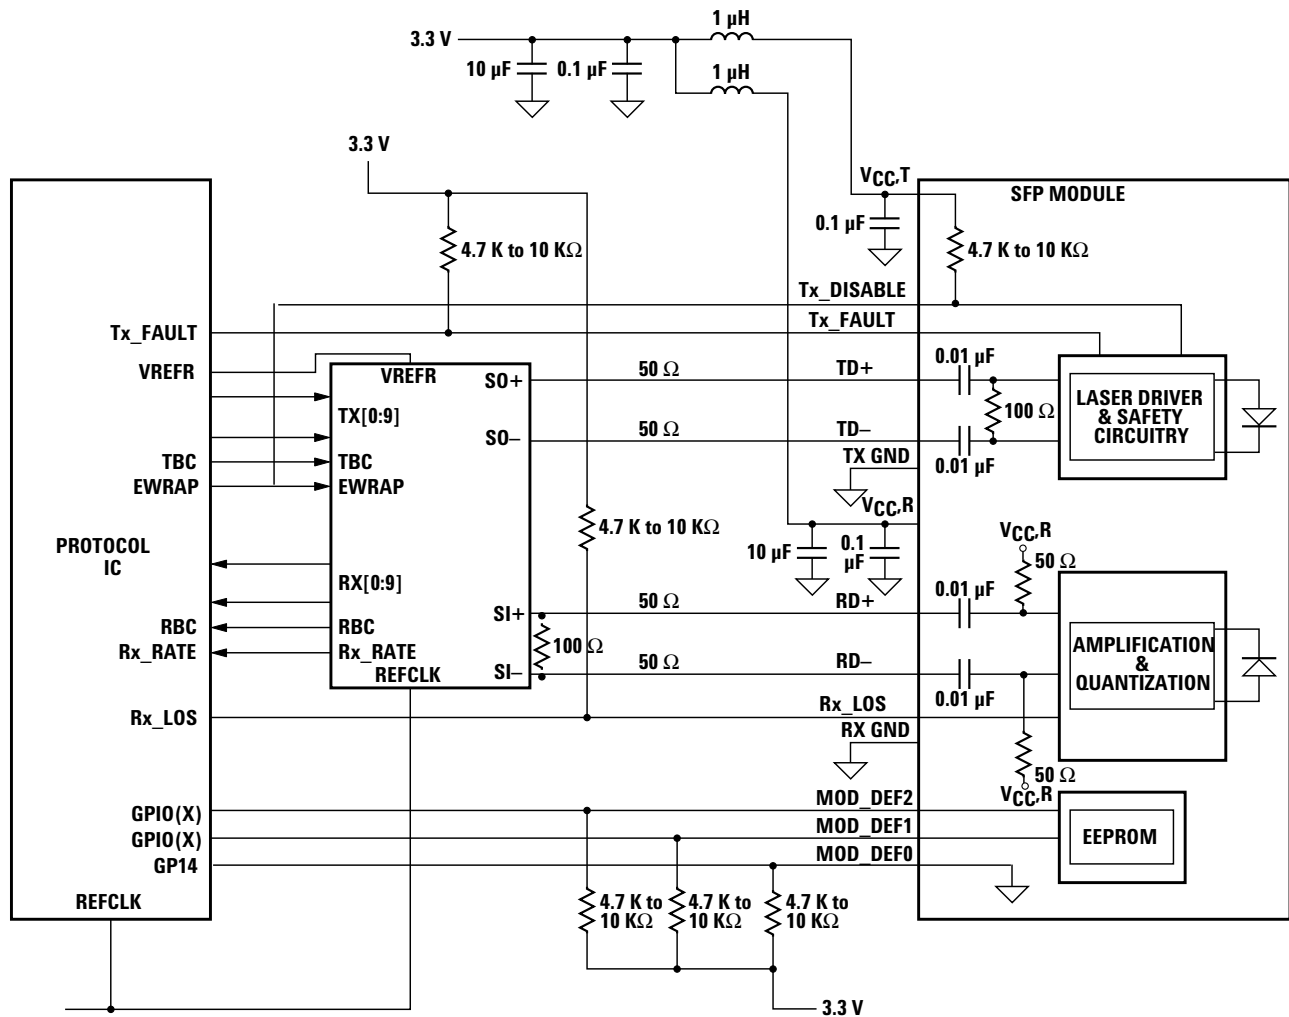 1 µH
3.3 V
10 µF
0.1 µF
1 µH
3.3 V
VCC,T
SFP MODULE
0.1 µF
4.7 K to 10 KΩ
4.7 K to 10 KΩ
Tx_DISABLE
Tx_FAULT
Tx_FAULT
VREFR
VREFR
SO+
50 Ω
TD+
0.01 µF
TX[0:9]
100 Ω
LASER DRIVER
& SAFETY
CIRCUITRY
SO–
50 Ω
TD–
0.01 µF
TBC
TBC
TX GND
EWRAP
EWRAP
VCC,R
4.7 K to 10 KΩ
PROTOCOL
IC
10 µF
0.1
µF
VCC,R
50 Ω
RX[0:9]
SI+
50 Ω
RD+
0.01 µF
RBC
RBC
100 Ω
AMPLIFICATION
&
QUANTIZATION
Rx_RATE
Rx_RATE
REFCLK
SI–
50 Ω
RD–
0.01 µF
Rx_LOS
Rx_LOS
RX GND
50 Ω
VCC,R
GPIO(X)
MOD_DEF2
GPIO(X)
MOD_DEF1
EEPROM
GP14
MOD_DEF0
REFCLK
4.7 K to
10 KΩ
4.7 K to
10 KΩ
4.7 K to
10 KΩ
3.3 V